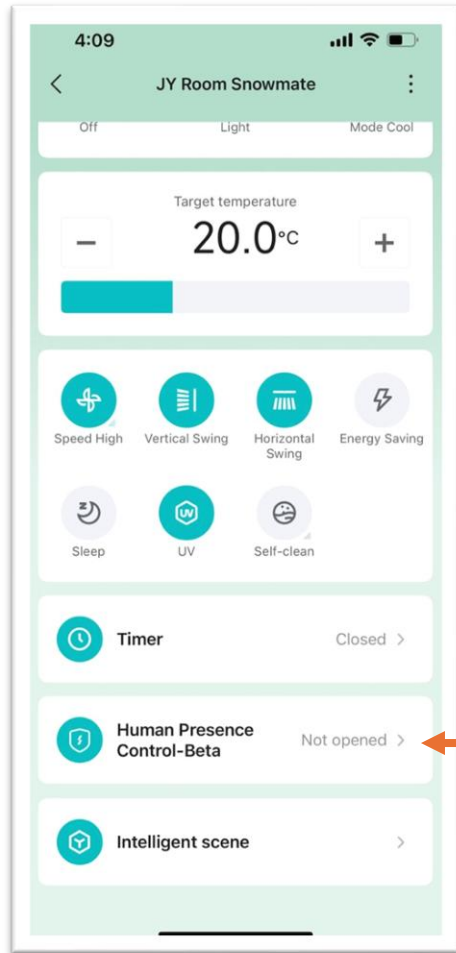 4:09
JY Room Snowmate
Off Light Mode Cool
Target temperature
20.0°C
Speed High Vertical Swing Horizontal Energy Saving
Swing
UV
Sleep UV Self-clean
Timer Closed
Human Presence
Control-Beta Not opened
Intelligent scene